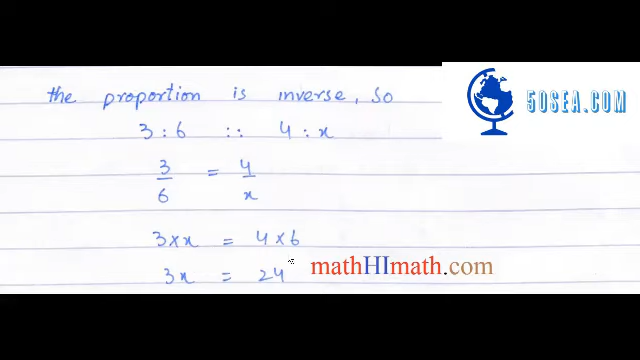 the proportion is inverse, so
50SEA.COM
3 : 6 :: 4 : x
3/6 = 4/x
3 × x = 4 × 6
3x = 24
mathHImath.com